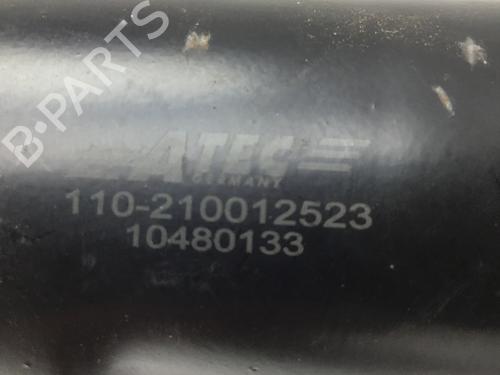 B-PARTS
ATEC
GERMANY
110-210012523
10480133